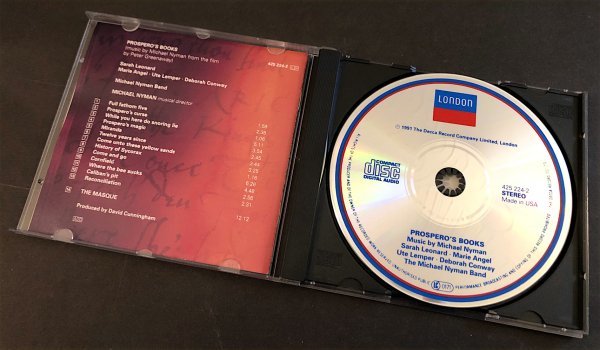 PROSPERO'S BOOKS
(music by Michael Nyman from the film
by Peter Greenaway)
425 224-2
Sarah Leonard
Marie Angel · Ute Lemper · Deborah Conway
Michael Nyman Band
MICHAEL NYMAN musical director
Full fathom five
Prospero's curse
While you here do snoring lie
Prospero's magic
Miranda
Twelve years since
Come unto these yellow sands
History of Sycorax
Come and go
Cornfield
Where the bee sucks
Caliban's pit
Reconciliation
THE MASQUE
12.12
Produced by David Cunningham
LONDON
℗ 1991 The Decca Record Company Limited, London
COMPACT
disc
DIGITAL AUDIO
425 224-2
STEREO
Made in USA
PROSPERO'S BOOKS
Music by Michael Nyman
Sarah Leonard · Marie Angel
Ute Lemper · Deborah Conway
The Michael Nyman Band